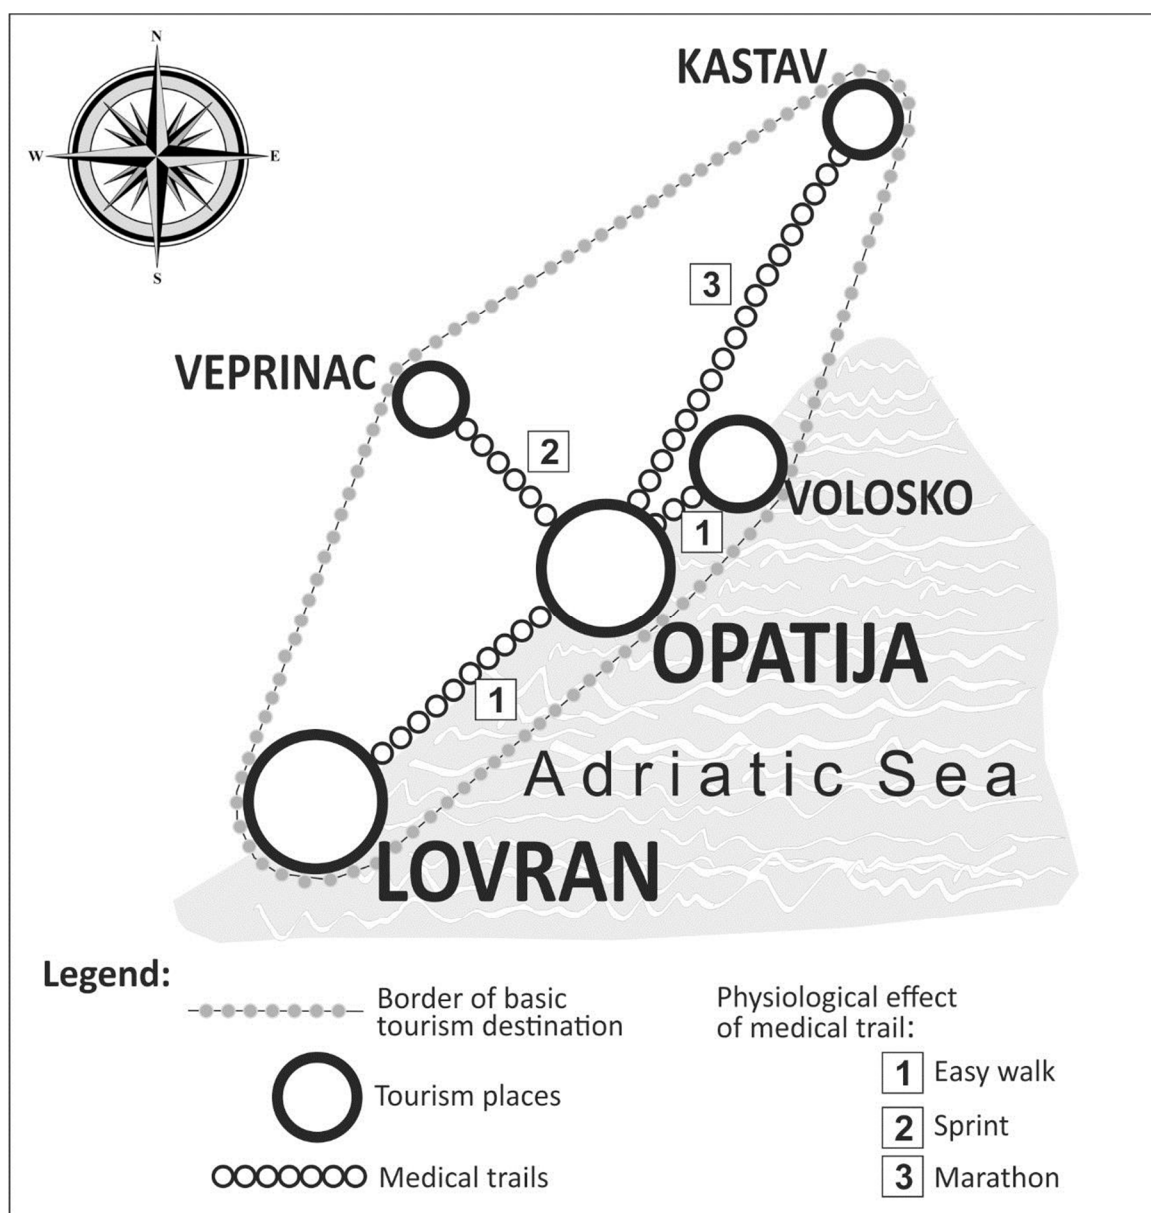 N
W
E
S
KASTAV
3
VEPRINAC
2
VOLOSKO
1
OPATIJA
1
Adriatic Sea
LOVRAN
Legend:
Border of basic
tourism destination
Tourism places
Medical trails
Physiological effect
of medical trail:
1 Easy walk
2 Sprint
3 Marathon